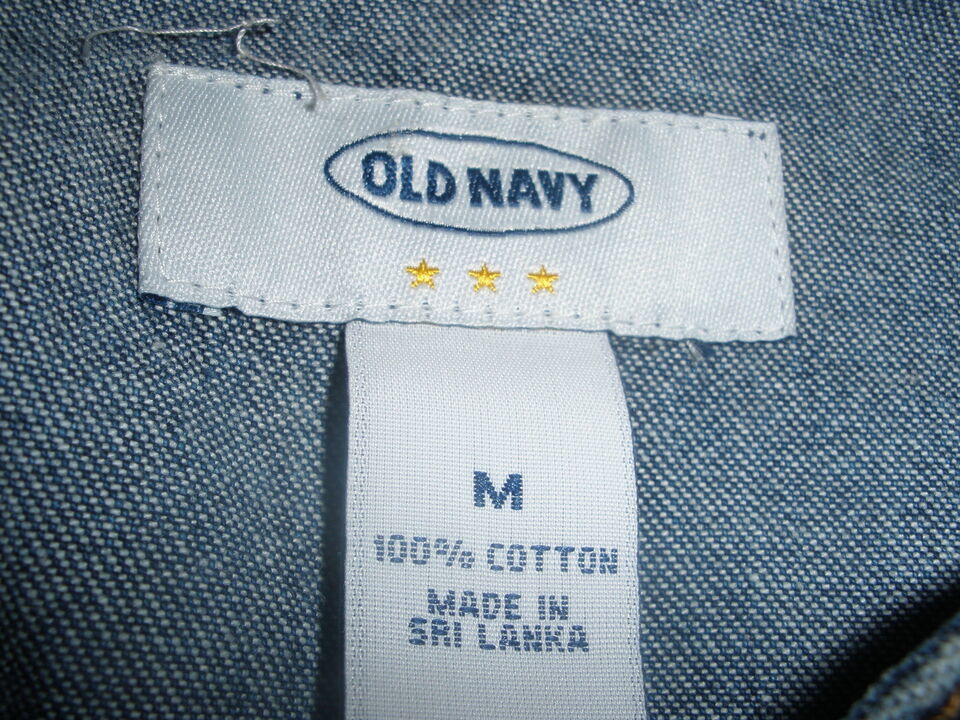 OLD NAVY
M
100% COTTON
MADE IN
SRI LANKA